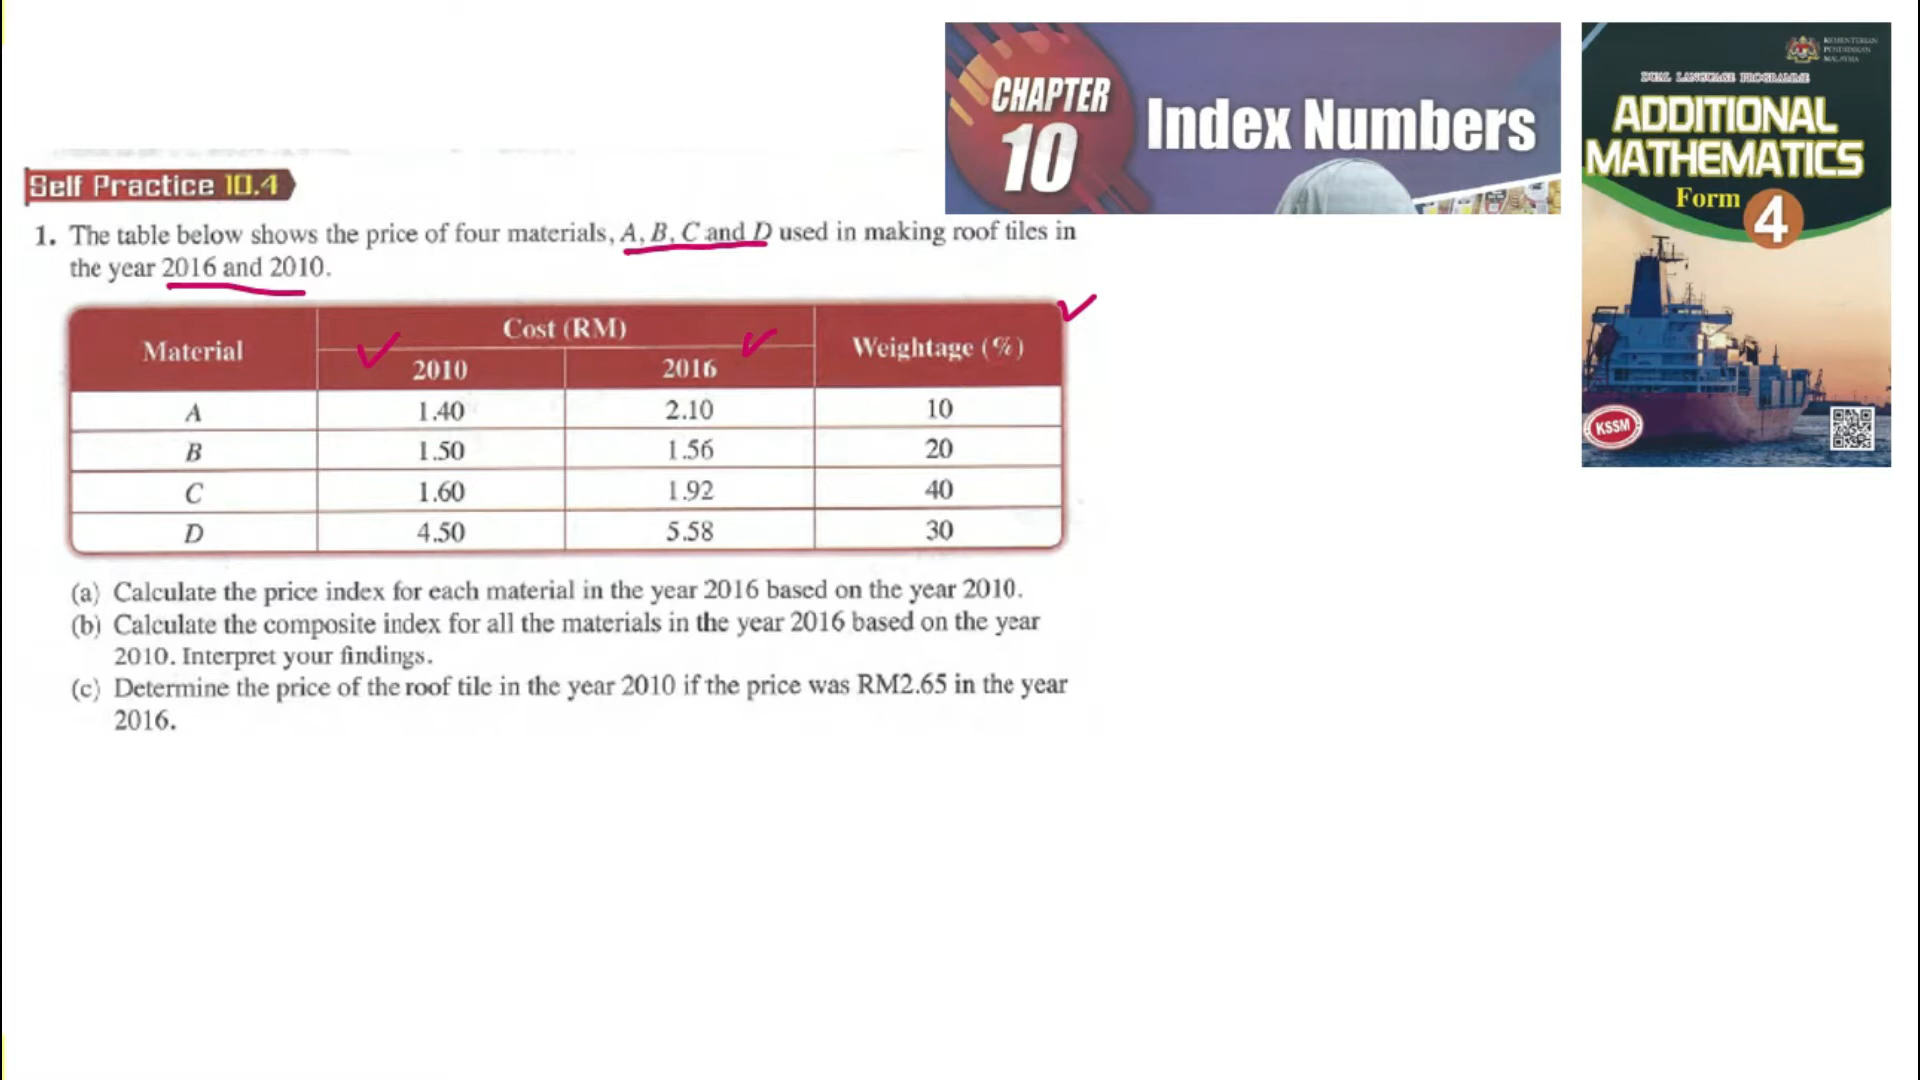 CHAPTER
10
Index Numbers
KEMENTERIAN
PENDIDIKAN
MALAYSIA
DUAL LANGUAGE PROGRAMME
ADDITIONAL
MATHEMATICS
Form 4
KSSM
Self Practice 10.4
1. The table below shows the price of four materials, A, B, C and D used in making roof tiles in
the year 2016 and 2010.
Material Cost (RM) Weightage (%)
2010 2016
A 1.40 2.10 10
B 1.50 1.56 20
C 1.60 1.92 40
D 4.50 5.58 30
(a) Calculate the price index for each material in the year 2016 based on the year 2010.
(b) Calculate the composite index for all the materials in the year 2016 based on the year
2010. Interpret your findings.
(c) Determine the price of the roof tile in the year 2010 if the price was RM2.65 in the year
2016.